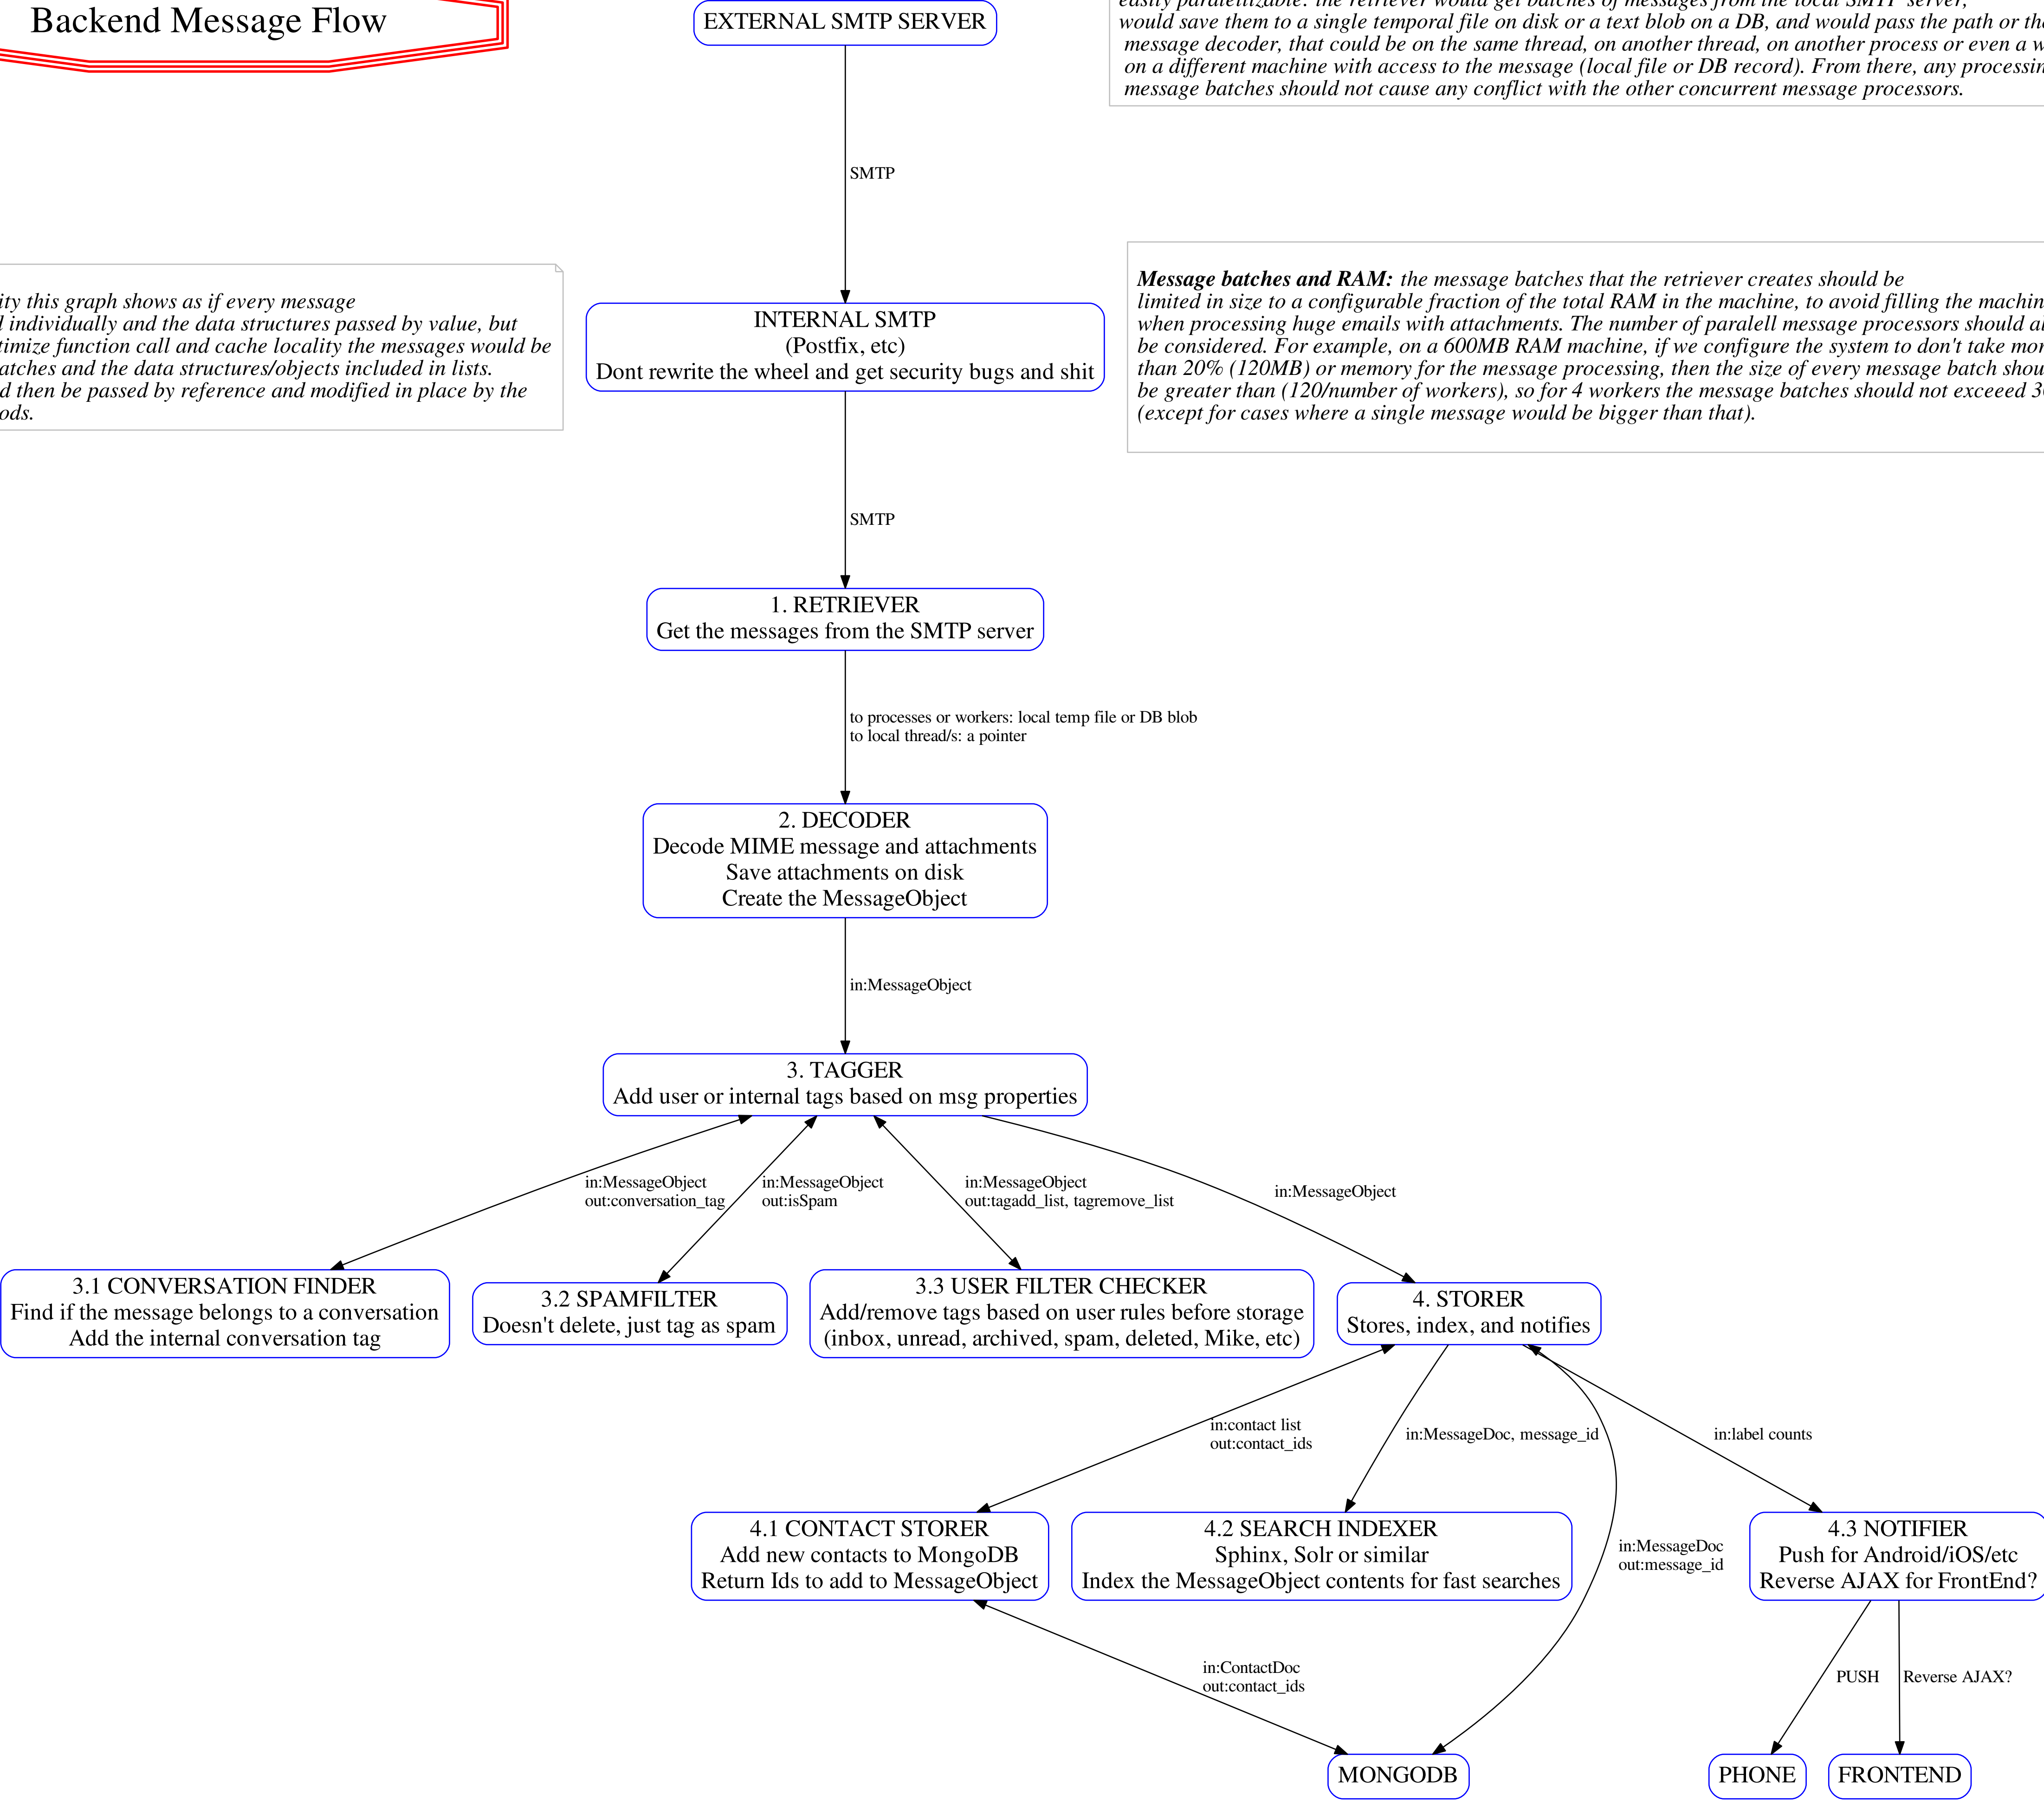 Backend Message Flow
EXTERNAL SMTP SERVER
would save them to a single temporal file on disk or a text blob on a DB, and would pass the path or the
message decoder, that could be on the same thread, on another thread, on another process or even a
on a different machine with access to the message (local file or DB record). From there, any
message batches should not cause any conflict with the other concurrent message processors.
SMTP
this graph shows as if every message
individually and the data structures passed by value, but
function call and cache locality the messages would be
and the data structures/objects included in lists.
then be passed by reference and modified in place by the
INTERNAL SMTP
(Postfix, etc)
Dont rewrite the wheel and get security bugs and shit
Message batches and RAM: the message batches that the retriever creates should be
limited in size to a configurable fraction of the total RAM in the machine, to avoid filling the
when processing huge emails with attachments. The number of paralell message processors should
be considered. For example, on a 600MB RAM machine, if we configure the system to don't take
than 20% (120MB) or memory for the message processing, then the size of every message batch
be greater than (120/number of workers), so for 4 workers the message batches should not exceeed
(except for cases where a single message would be bigger than that).
SMTP
1. RETRIEVER
Get the messages from the SMTP server
to processes or workers: local temp file or DB blob
to local thread/s: a pointer
2. DECODER
Decode MIME message and attachments
Save attachments on disk
Create the MessageObject
in:MessageObject
3. TAGGER
Add user or internal tags based on msg properties
in:MessageObject
out:conversation_tag
in:MessageObject
out:isSpam
in:MessageObject
out:tagadd_list, tagremove_list
in:MessageObject
3.1 CONVERSATION FINDER
Find if the message belongs to a conversation
Add the internal conversation tag
3.2 SPAMFILTER
Doesn't delete, just tag as spam
3.3 USER FILTER CHECKER
Add/remove tags based on user rules before storage
(inbox, unread, archived, spam, deleted, Mike, etc)
4. STORER
Stores, index, and notifies
in:contact list
out:contact_ids
in:MessageDoc, message_id
in:label counts
4.1 CONTACT STORER
Add new contacts to MongoDB
Return Ids to add to MessageObject
4.2 SEARCH INDEXER
Sphinx, Solr or similar
Index the MessageObject contents for fast searches
in:MessageDoc
out:message_id
4.3 NOTIFIER
Push for Android/iOS/etc
Reverse AJAX for FrontEnd?
in:ContactDoc
out:contact_ids
PUSH
Reverse AJAX?
MONGODB
PHONE
FRONTEND